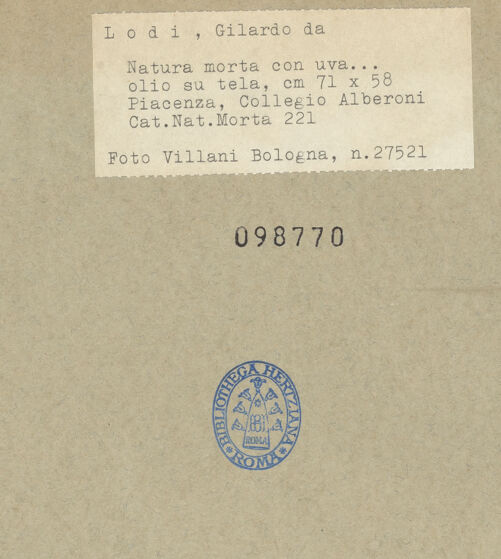 L o d i , Gilardo da
Natura morta con uva...
olio su tela, cm 71 x 58
Piacenza, Collegio Alberoni
Cat.Nat.Morta 221
Foto Villani Bologna, n.27521
098770
BIBLIOTHECA HERTZIANA
ROMA
*ROMA*